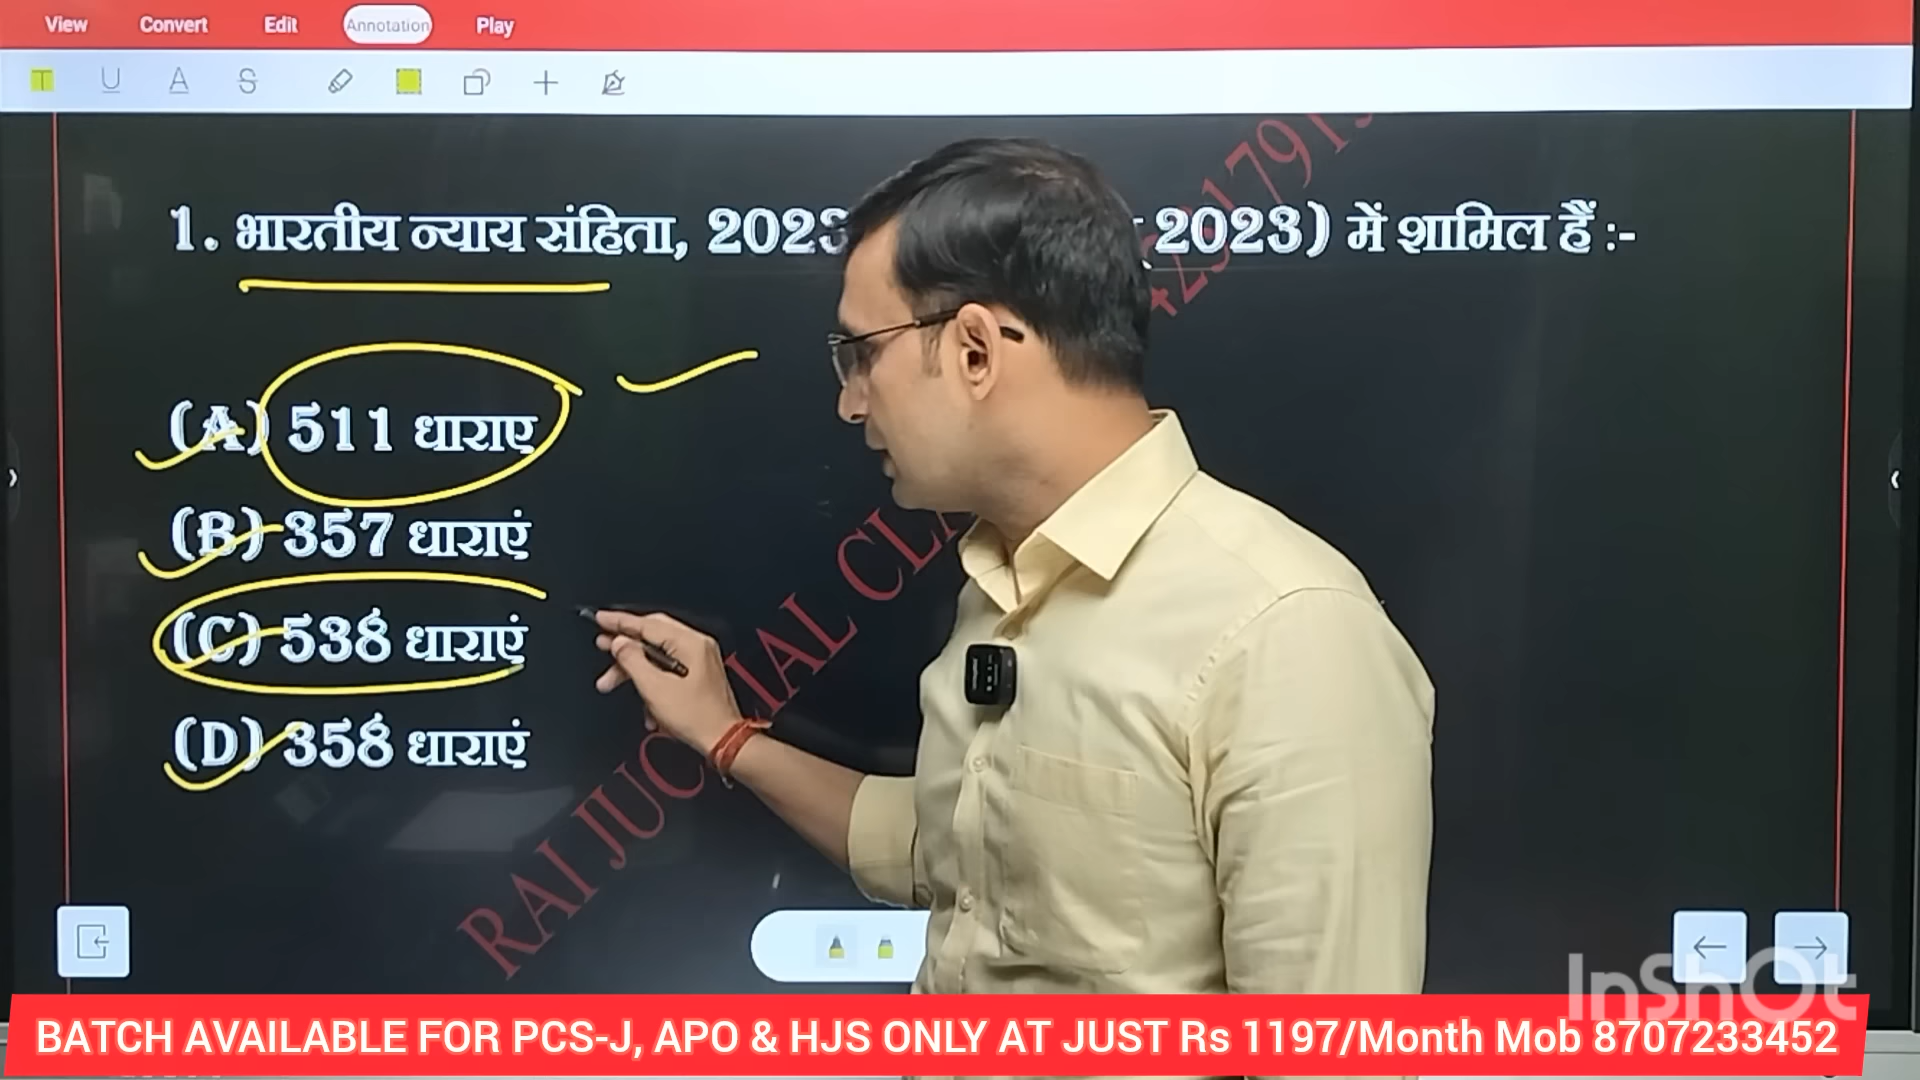 View Convert Edit Annotation Play
T U A S
1. भारतीय न्याय संहिता, 2023 2023) में शामिल हैं :-
(A) 511 धाराए
(B) 357 धाराएं
(C) 538 धाराएं
(D) 358 धाराएं
RAI JUDICIAL
InShOt
BATCH AVAILABLE FOR PCS-J, APO & HJS ONLY AT JUST Rs 1197/Month Mob 8707233452